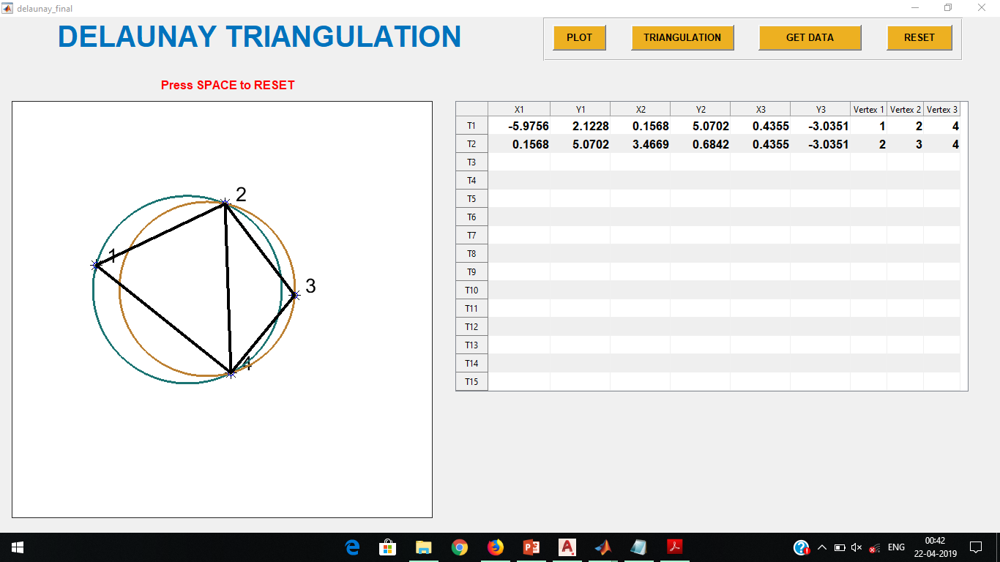 delaunay_final
DELAUNAY TRIANGULATION
PLOT TRIANGULATION GET DATA RESET
Press SPACE to RESET
X1 Y1 X2 Y2 X3 Y3 Vertex 1 Vertex 2 Vertex 3
T1 -5.9756 2.1228 0.1568 5.0702 0.4355 -3.0351 1 2 4
T2 0.1568 5.0702 3.4669 0.6842 0.4355 -3.0351 2 3 4
T3
T4
T5
T6
T7
T8
T9
T10
T11
T12
T13
T14
T15
2
1
3
4
ENG
00:42
22-04-2019